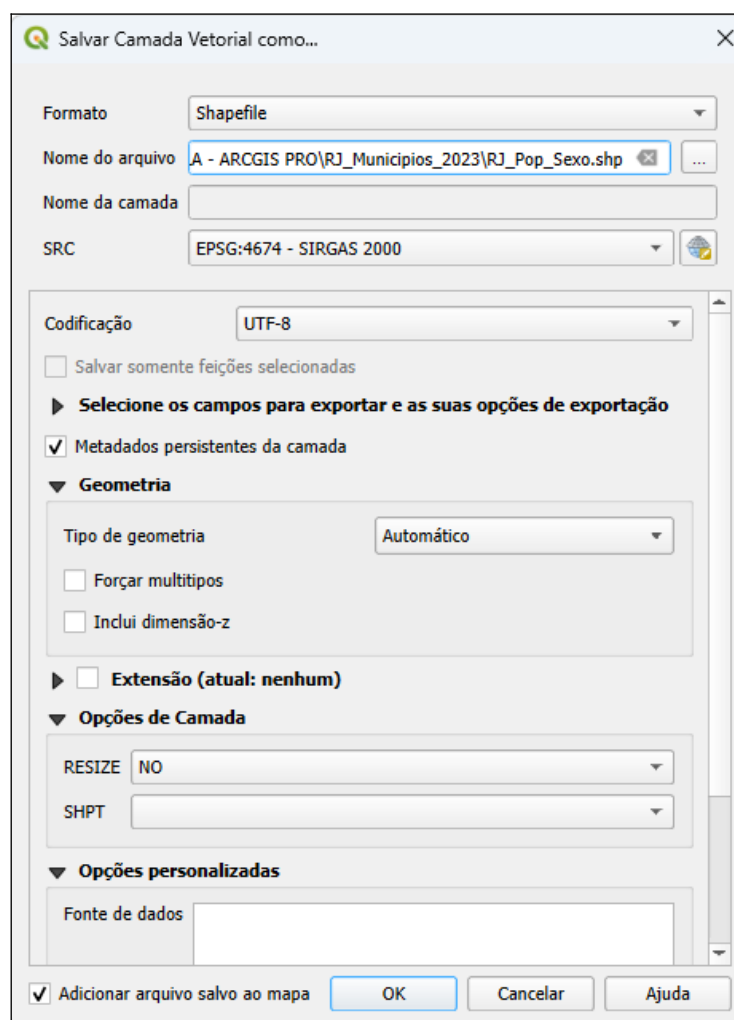 Salvar Camada Vetorial como...
Formato Shapefile
Nome do arquivo A - ARCGIS PRO\RJ_Municipios_2023\RJ_Pop_Sexo.shp ...
Nome da camada
SRC EPSG:4674 - SIRGAS 2000
Codificação UTF-8
Salvar somente feições selecionadas
Selecione os campos para exportar e as suas opções de exportação
Metadados persistentes da camada
Geometria
Tipo de geometria Automático
Forçar multitipos
Inclui dimensão-z
Extensão (atual: nenhum)
Opções de Camada
RESIZE NO
SHPT
Opções personalizadas
Fonte de dados
Adicionar arquivo salvo ao mapa OK Cancelar Ajuda